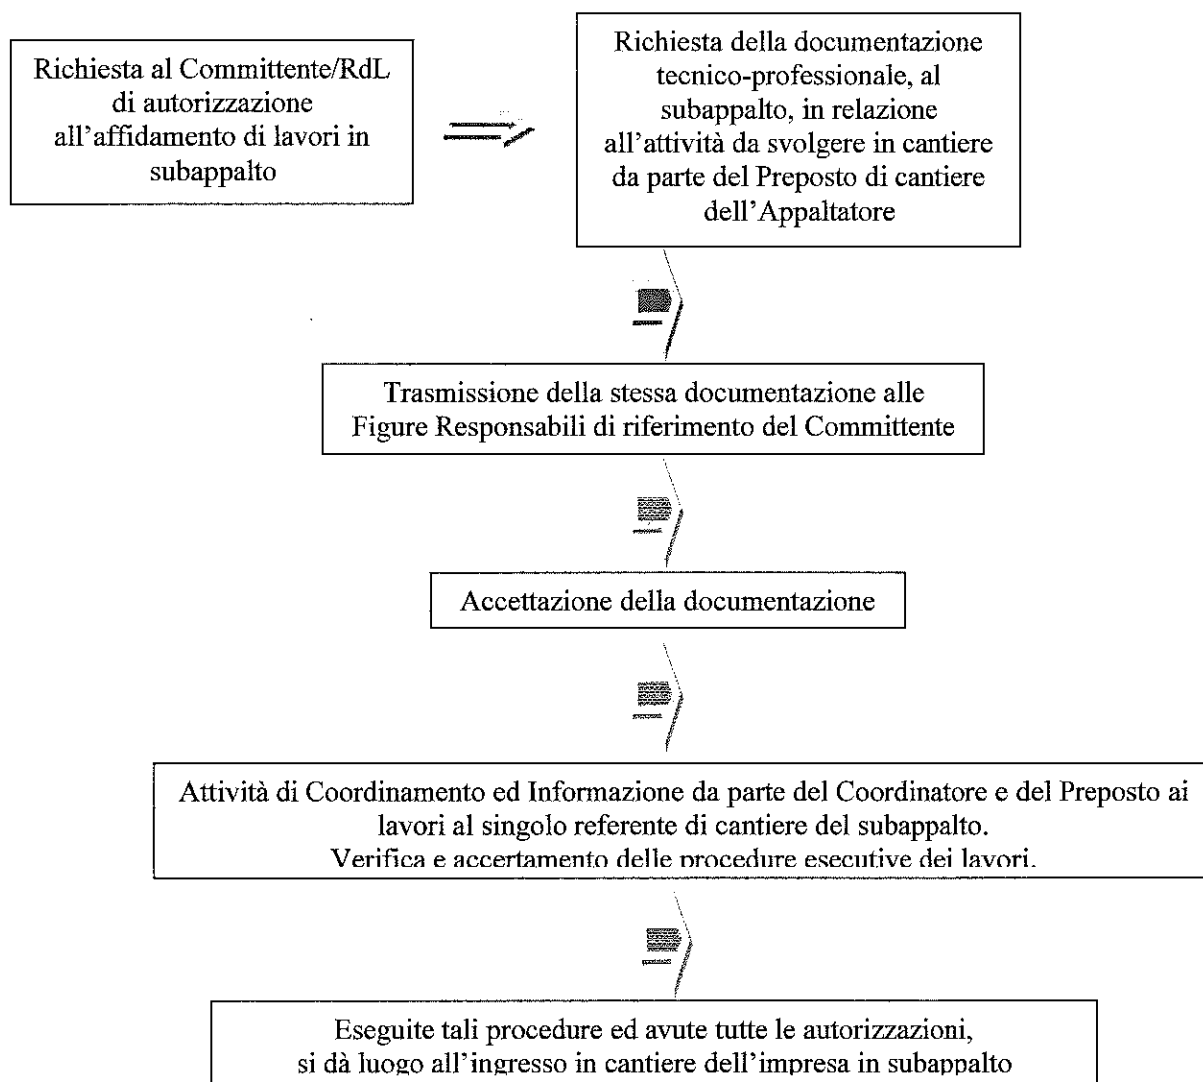 Richiesta al Committente/RdL
di autorizzazione
all'affidamento di lavori in
subappalto
Richiesta della documentazione
tecnico-professionale, al
subappalto, in relazione
all'attività da svolgere in cantiere
da parte del Preposto di cantiere
dell'Appaltatore
Trasmissione della stessa documentazione alle
Figure Responsabili di riferimento del Committente
Accettazione della documentazione
Attività di Coordinamento ed Informazione da parte del Coordinatore e del Preposto ai
lavori al singolo referente di cantiere del subappalto.
Verifica e accertamento delle procedure esecutive dei lavori.
Eseguite tali procedure ed avute tutte le autorizzazioni,
si dà luogo all'ingresso in cantiere dell'impresa in subappalto